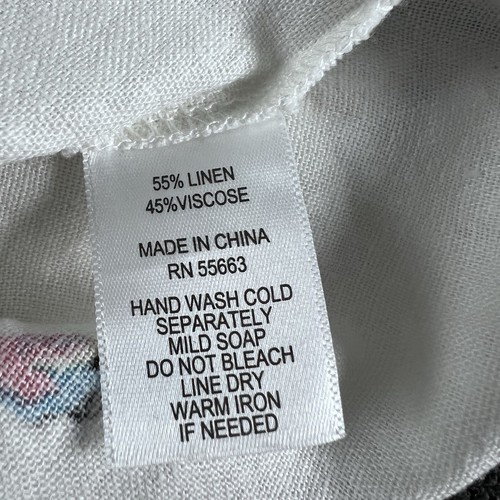 55% LINEN
45%VISCOSE
MADE IN CHINA
RN 55663
HAND WASH COLD
SEPARATELY
MILD SOAP
DO NOT BLEACH
LINE DRY
WARM IRON
IF NEEDED